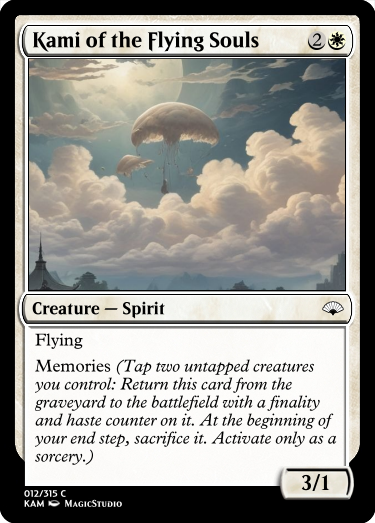 Kami of the Flying Souls 2
Creature — Spirit
Flying
Memories (Tap two untapped creatures
you control: Return this card from the
graveyard to the battlefield with a finality
and haste counter on it. At the beginning of
your end step, sacrifice it. Activate only as a
sorcery.)
3/1
012/315 C
KAM MagicStudio